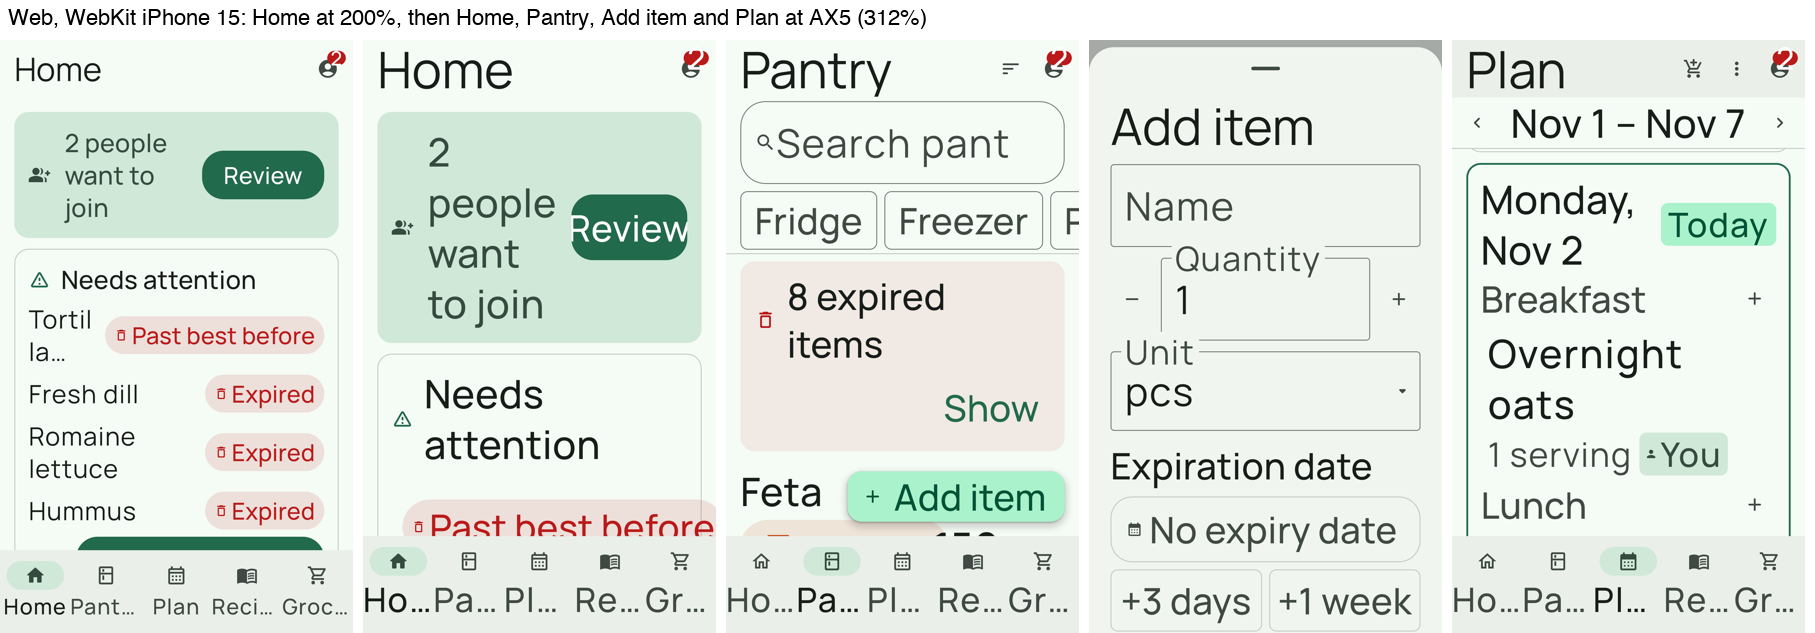 Web, WebKit iPhone 15: Home at 200%, then Home, Pantry, Add item and Plan at AX5 (312%)
Home
2
2 people
want to
join
Review
Needs attention
Tortil
la...
Past best before
Fresh dill
Expired
Romaine
lettuce
Expired
Hummus
Expired
Home
Pant...
Plan
Reci...
Groc...
Home
2
2
people
want
to join
Review
Needs
attention
Past best before
Ho...
Pa...
Pl...
Re...
Gr...
Pantry
2
Search pant
Fridge
Freezer
8 expired
items
Show
Feta
+ Add item
Ho...
Pa...
Pl...
Re...
Gr...
Add item
Name
Quantity
− 1 +
Unit
pcs
Expiration date
No expiry date
+3 days
+1 week
Plan
2
‹ Nov 1 – Nov 7 ›
Monday,
Nov 2
Today
Breakfast +
Overnight
oats
1 serving
You
Lunch +
Ho...
Pa...
Pl...
Re...
Gr...